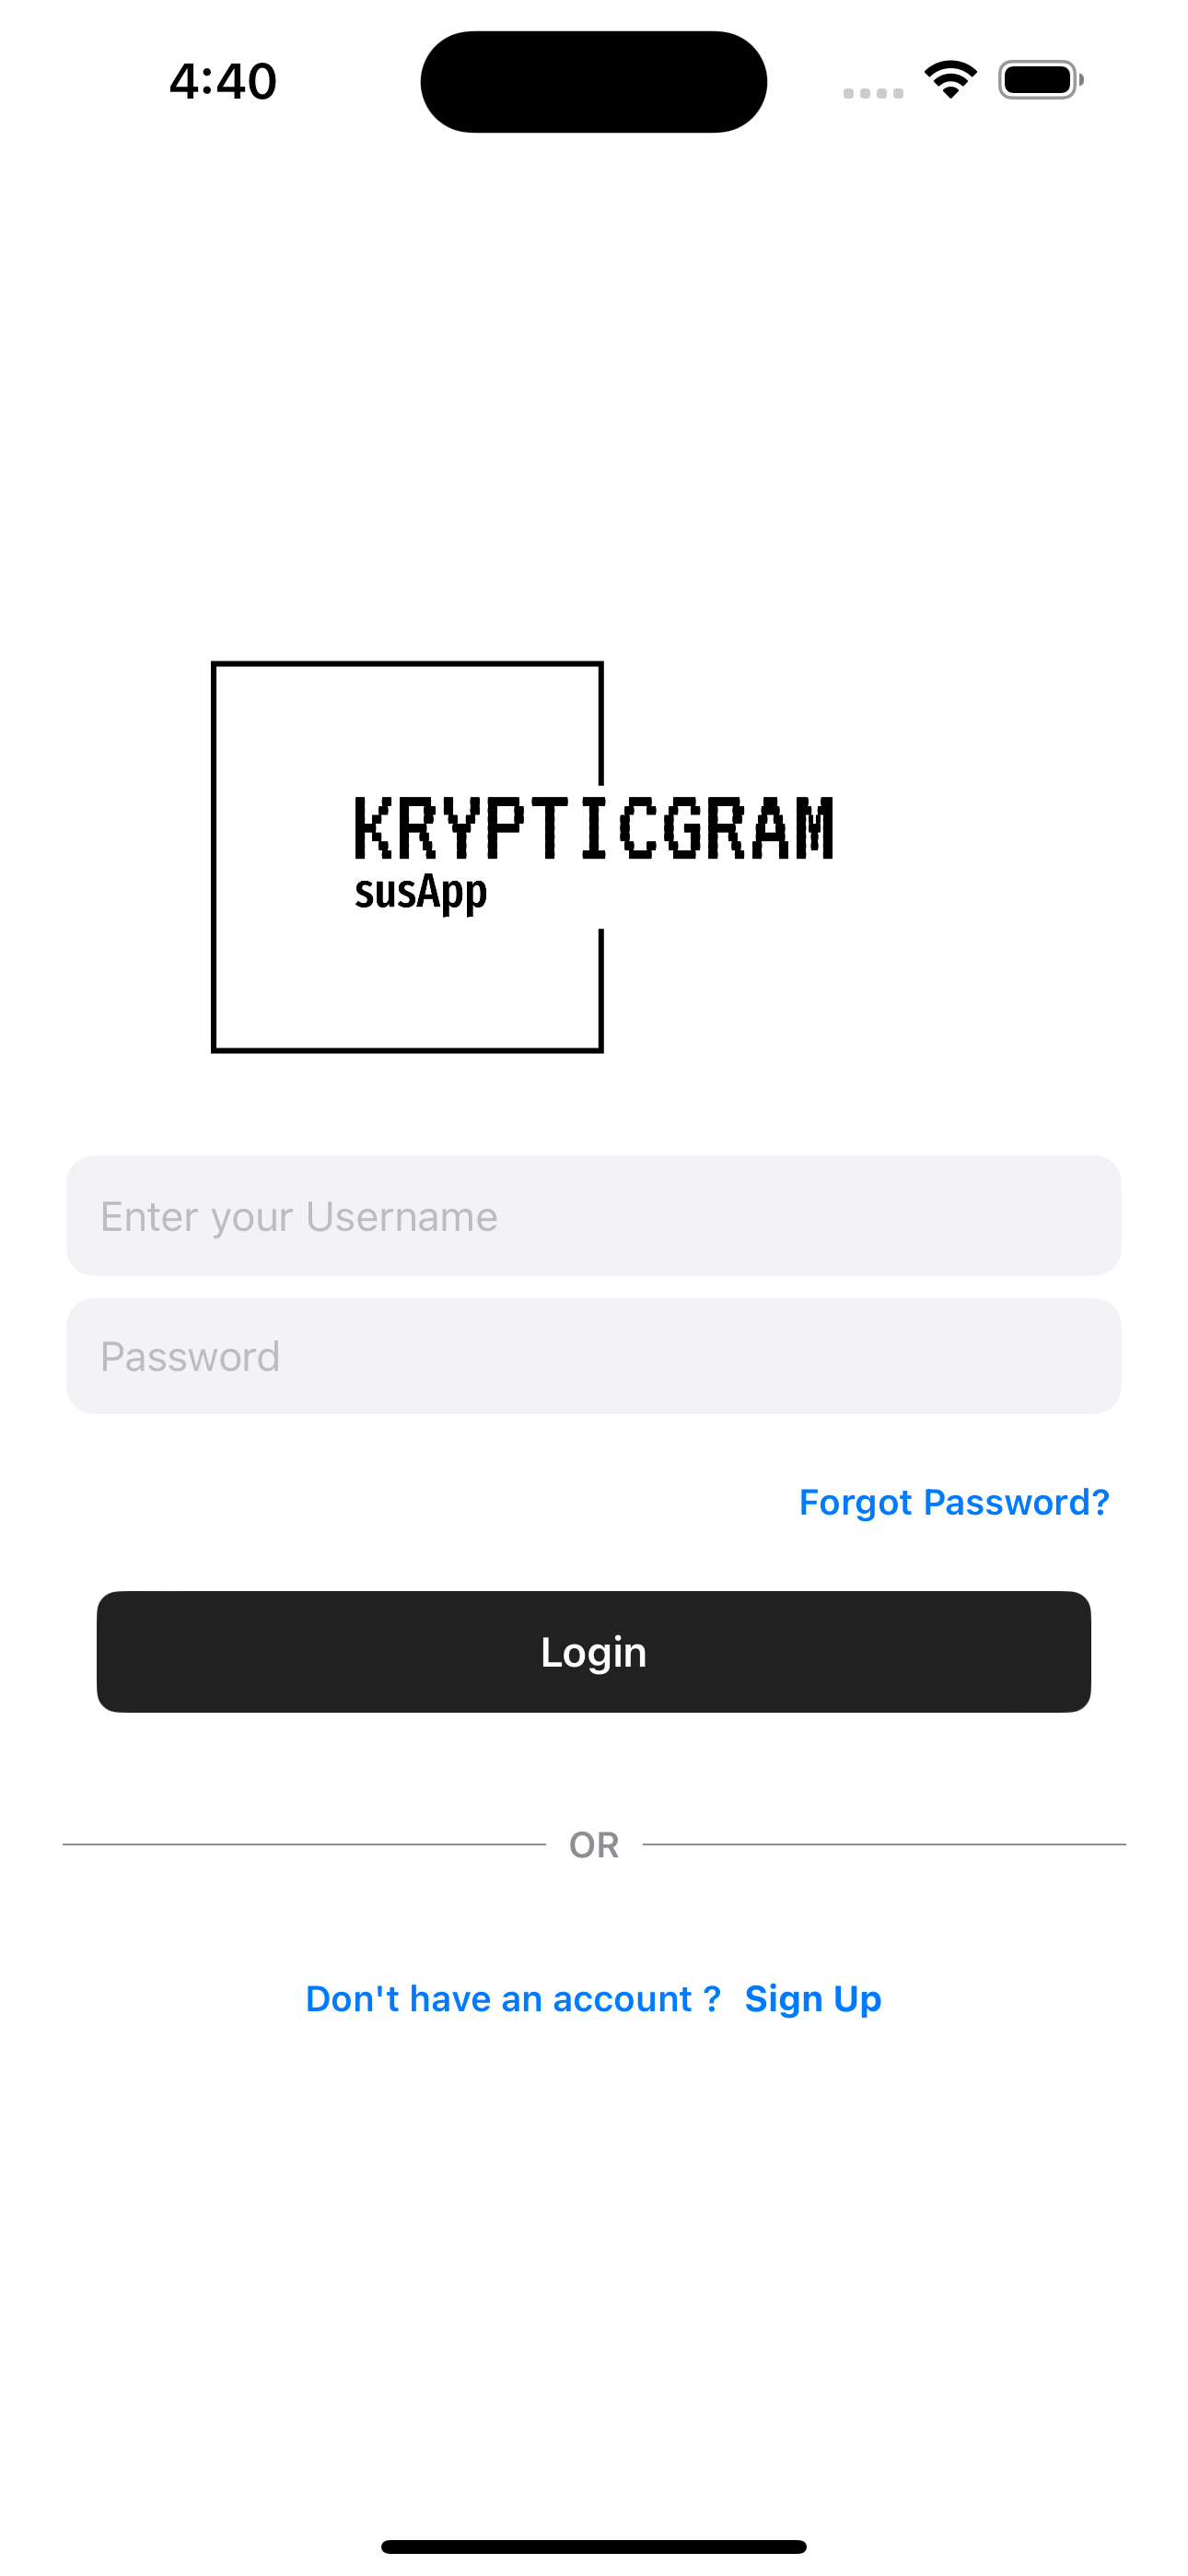 4:40
KRYPTICGRAM
susApp
Enter your Username
Password
Forgot Password?
Login
OR
Don't have an account ? Sign Up